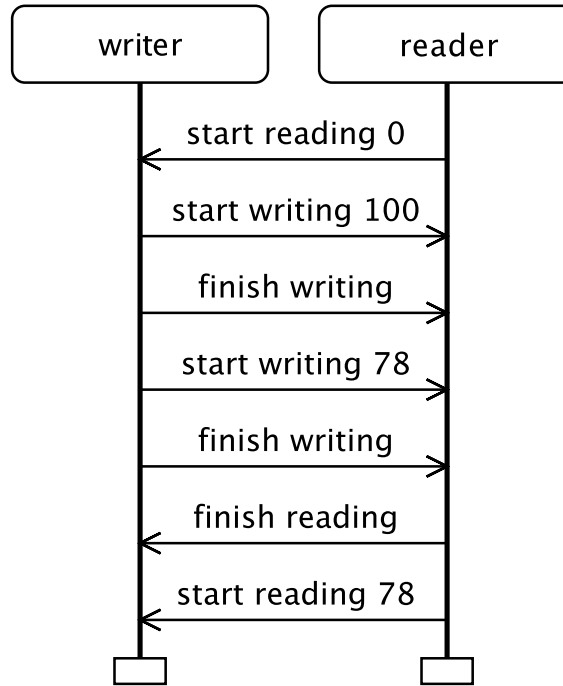 writer
reader
start reading 0
start writing 100
finish writing
start writing 78
finish writing
finish reading
start reading 78